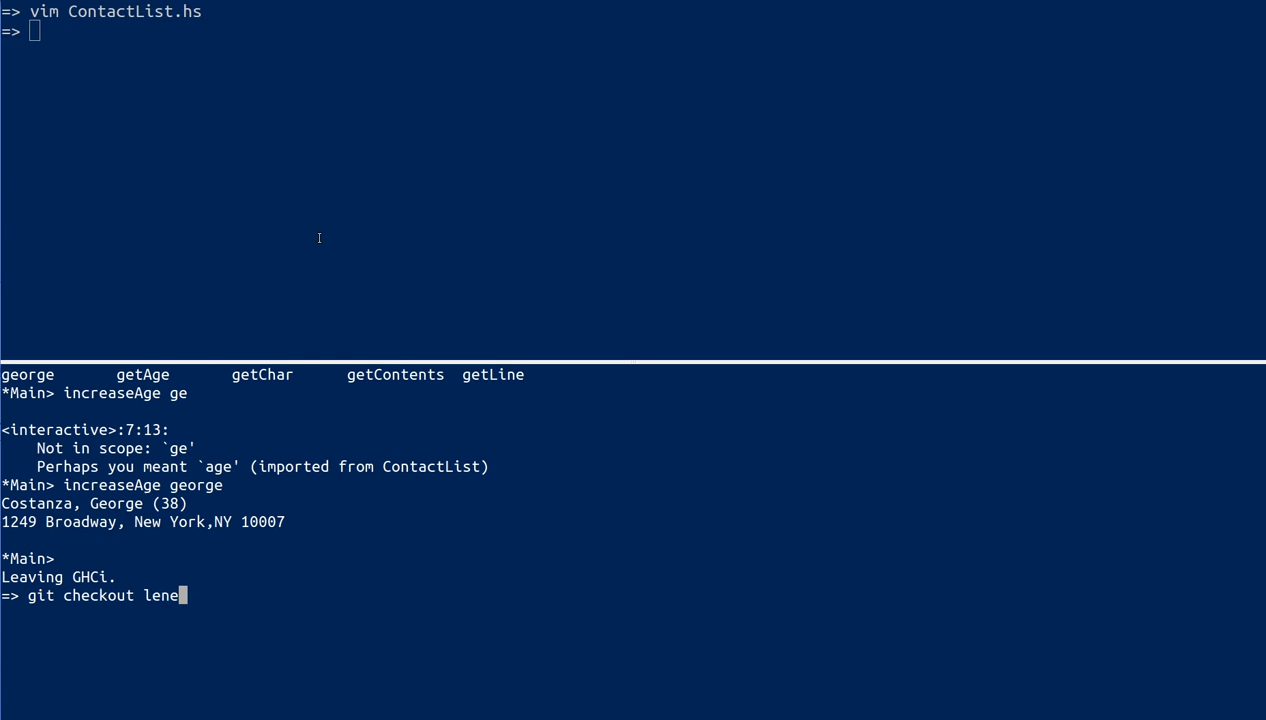 => vim ContactList.hs
=>
george getAge getChar getContents getLine
*Main> increaseAge ge
<interactive>:7:13:
Not in scope: `ge'
Perhaps you meant `age' (imported from ContactList)
*Main> increaseAge george
Costanza, George (38)
1249 Broadway, New York,NY 10007
*Main>
Leaving GHCi.
=> git checkout lene